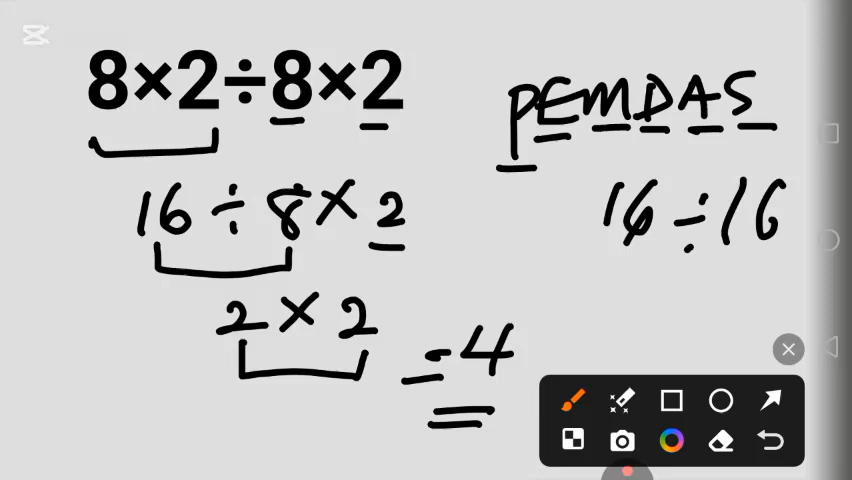 8×2÷8×2
PEMDAS
16 ÷ 8 × 2
16 ÷ 16
2 × 2
= 4